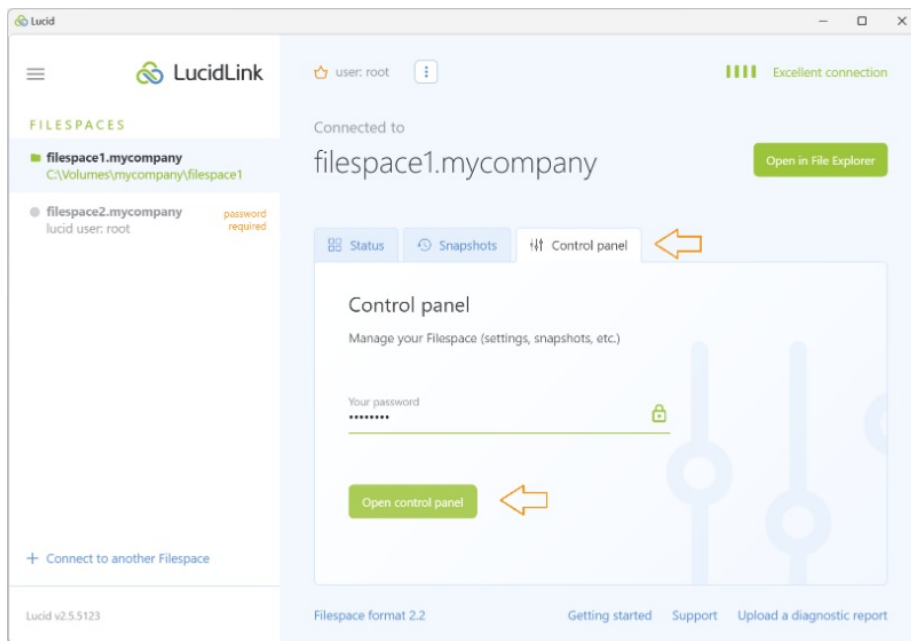 Lucid
LucidLink
FILESPACES
filespace1.mycompany
C:\Volumes\mycompany\filespace1
filespace2.mycompany
lucid user: root
password
required
+ Connect to another Filespace
Lucid v2.5.5123
user: root
Excellent connection
Connected to
filespace1.mycompany
Open in File Explorer
Status
Snapshots
Control panel
Control panel
Manage your Filespace (settings, snapshots, etc.)
Your password
••••••••
Open control panel
Filespace format 2.2
Getting started
Support
Upload a diagnostic report